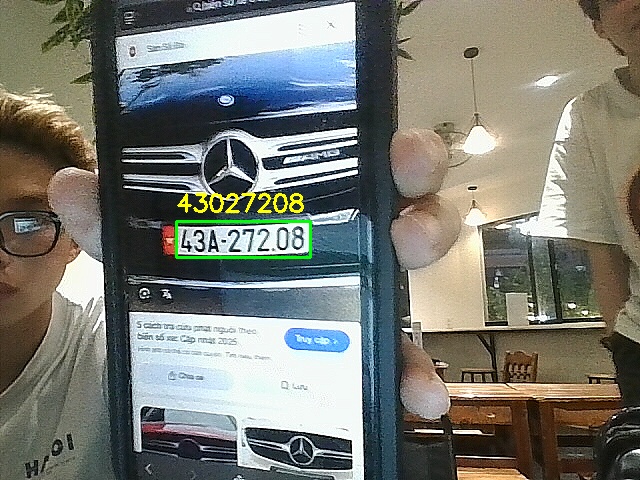 AMG
43027208
43A-272.08
5 cách tra cứu phạt nguội theo
biển số xe: Cập nhật 2025
Truy cập
Chia sẻ
Lưu